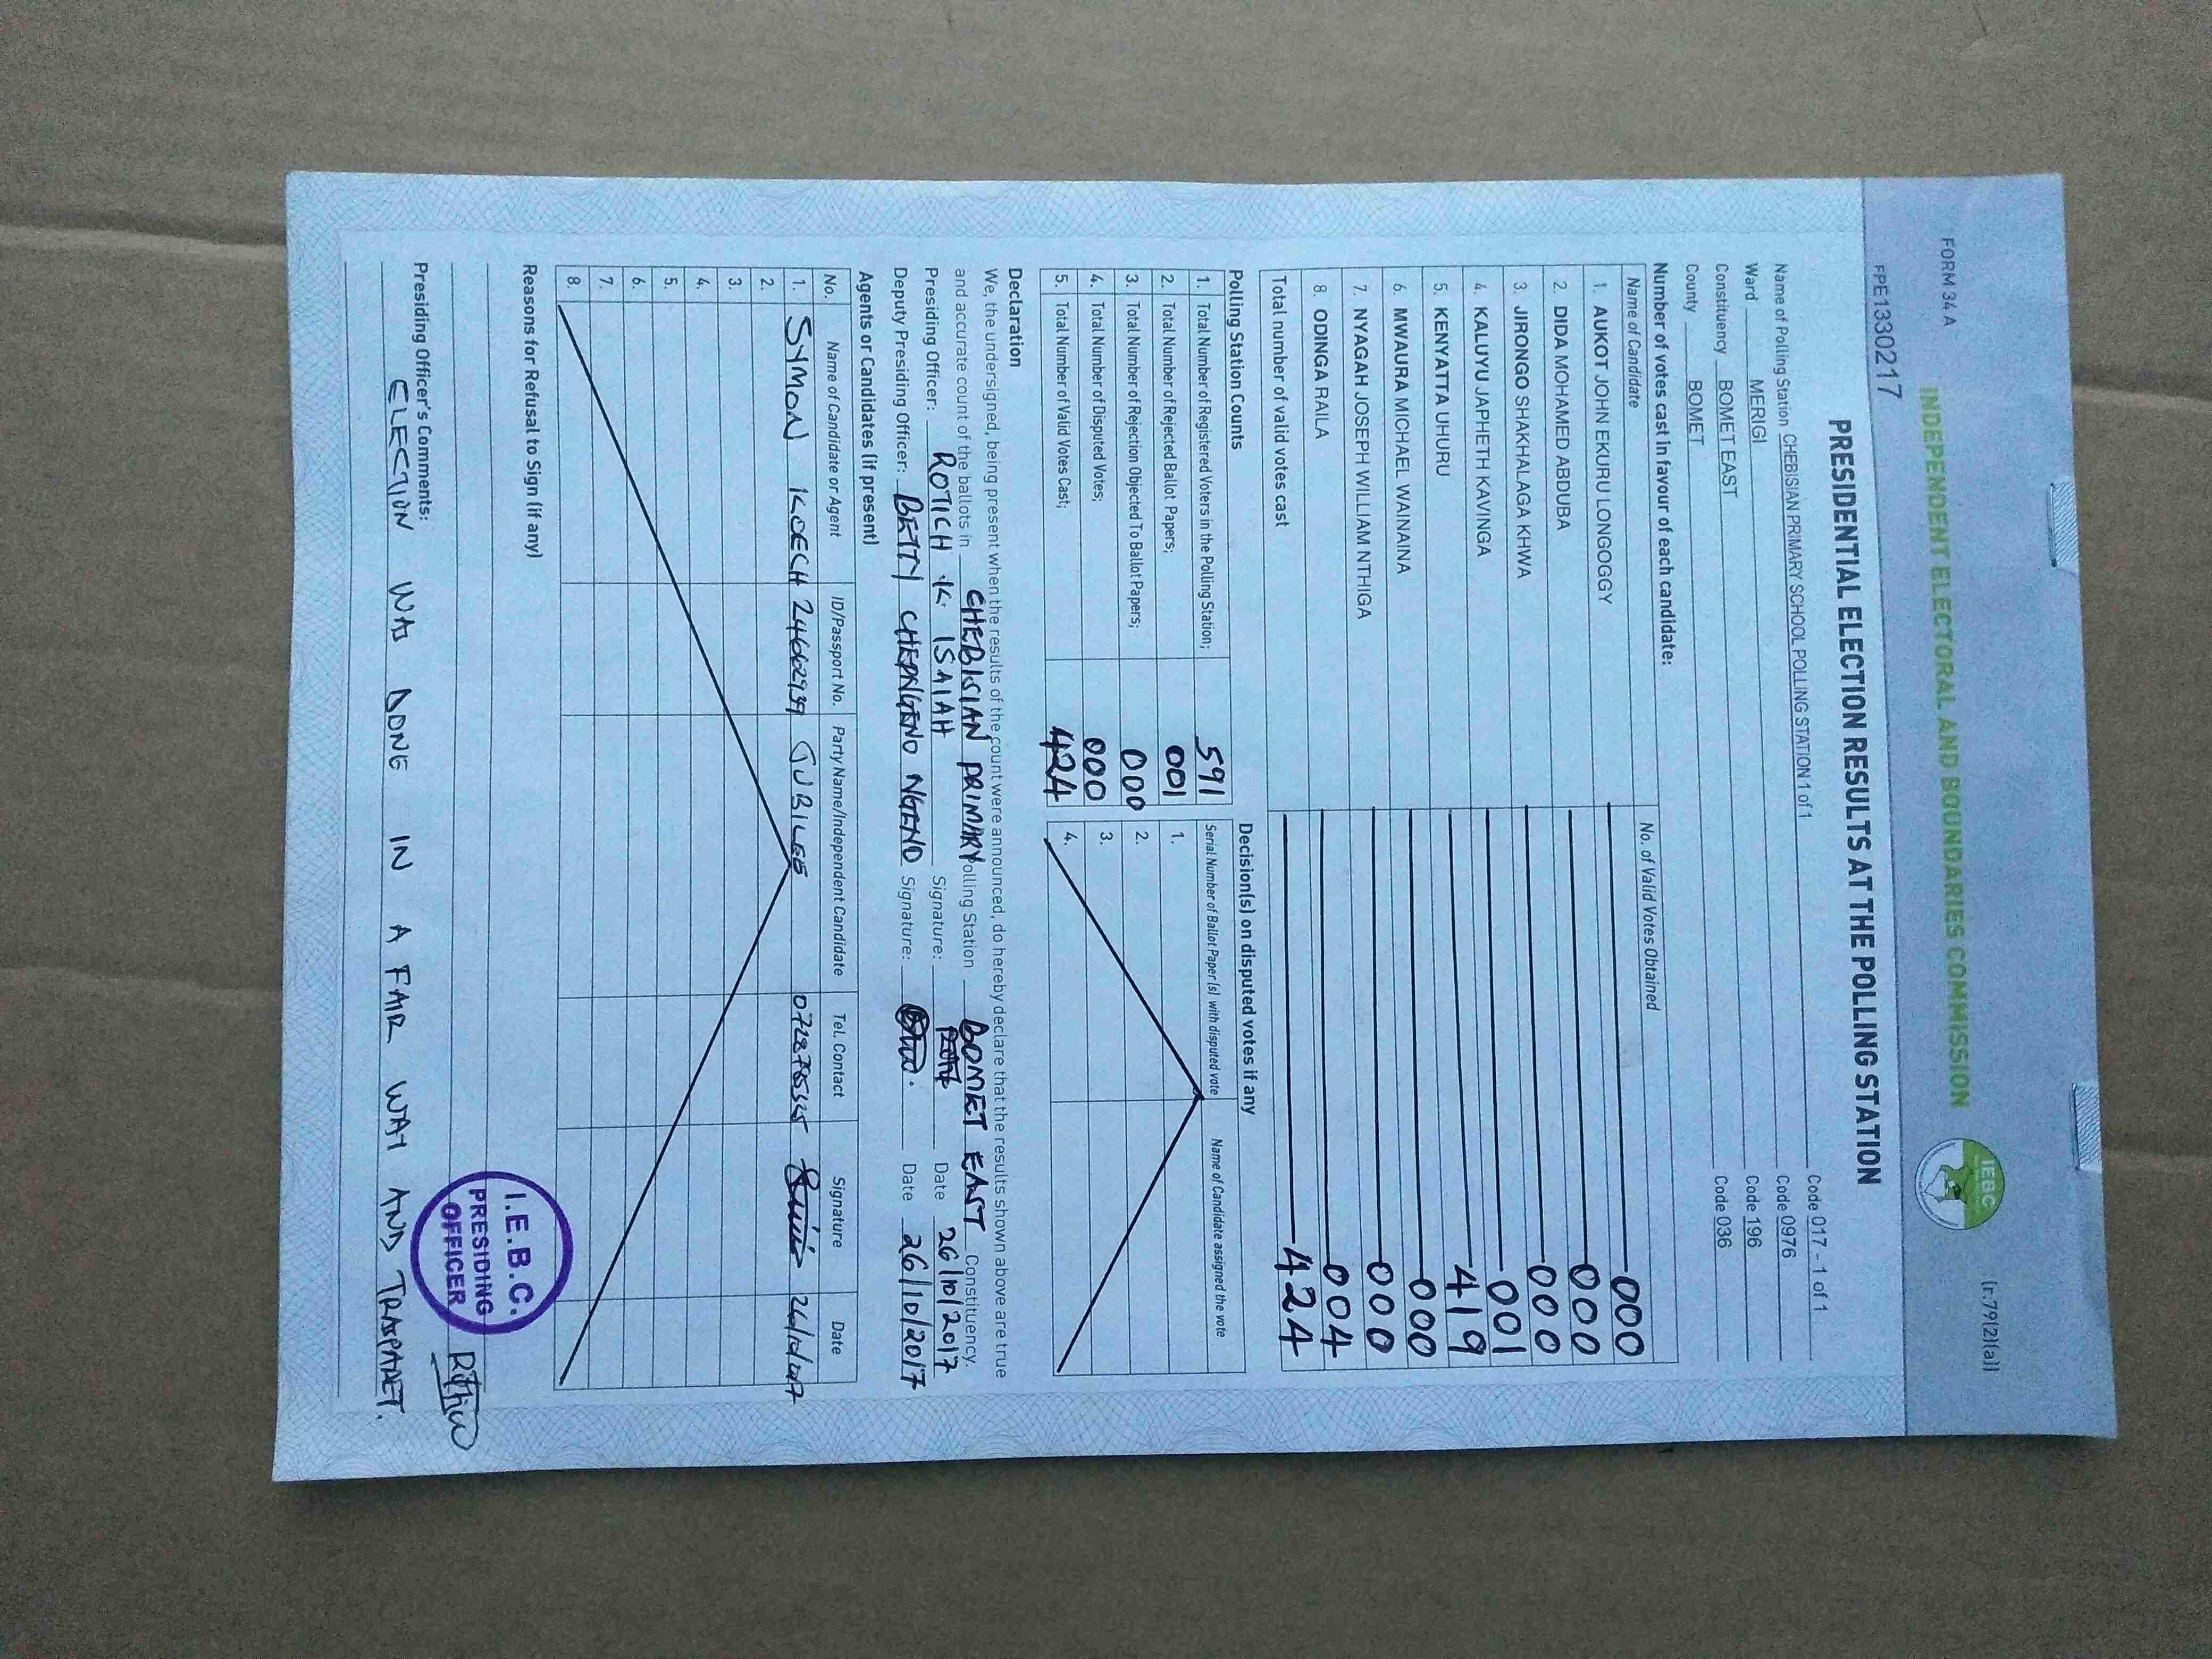 FORM 34 A
(r.79(2)(a))
INDEPENDENT ELECTORAL AND BOUNDARIES COMMISSION
IEBC
FPE1330217
PRESIDENTIAL ELECTION RESULTS AT THE POLLING STATION
Name of Polling Station CHEBISIAN PRIMARY SCHOOL POLLING STATION 1 of 1 Code 017 - 1 of 1
Ward MERIGI Code 0976
Constituency BOMET EAST Code 196
County BOMET Code 036
Number of votes cast in favour of each candidate:
Name of Candidate No. of Valid Votes Obtained
1. AUKOT JOHN EKURU LONGOGGY 000
2. DIDA MOHAMED ABDUBA 000
3. JIRONGO SHAKHALAGA KHWA 000
4. KALUYU JAPHETH KAVINGA 001
5. KENYATTA UHURU 419
6. MWAURA MICHAEL WAINAINA 000
7. NYAGAH JOSEPH WILLIAM NTHIGA 000
8. ODINGA RAILA 004
Total number of valid votes cast 424
Polling Station Counts
1. Total Number of Registered Voters in the Polling Station; 591
2. Total Number of Rejected Ballot Papers; 001
3. Total Number of Rejection Objected To Ballot Papers; 000
4. Total Number of Disputed Votes; 000
5. Total Number of Valid Votes Cast; 424
Decision(s) on disputed votes if any
Serial Number of Ballot Paper (s) with disputed vote Name of Candidate assigned the vote
1.
2.
3.
4.
Declaration
We, the undersigned, being present when the results of the count were announced, do hereby declare that the results shown above are true
and accurate count of the ballots in CHEBISIAN PRIMARY olling Station BOMET EAST Constituency.
Presiding Officer: ROTICH K. ISAIAH Signature: Date 26/10/2017
Deputy Presiding Officer: BETTY CHEPNGENO NGENO Signature: Date 26/10/2017
Agents or Candidates (if present)
No. Name of Candidate or Agent ID/Passport No. Party Name/Independent Candidate Tel. Contact Signature Date
1. SYMON KOECH 24662939 JUBILEE 26/10/2017
2.
3.
4.
5.
6.
7.
8.
Reasons for Refusal to Sign (if any)
I.E.B.C.
PRESIDING
OFFICER
Presiding Officer's Comments:
ELECTION WAS DONE IN A FAIR WAY AND TRASPARET.